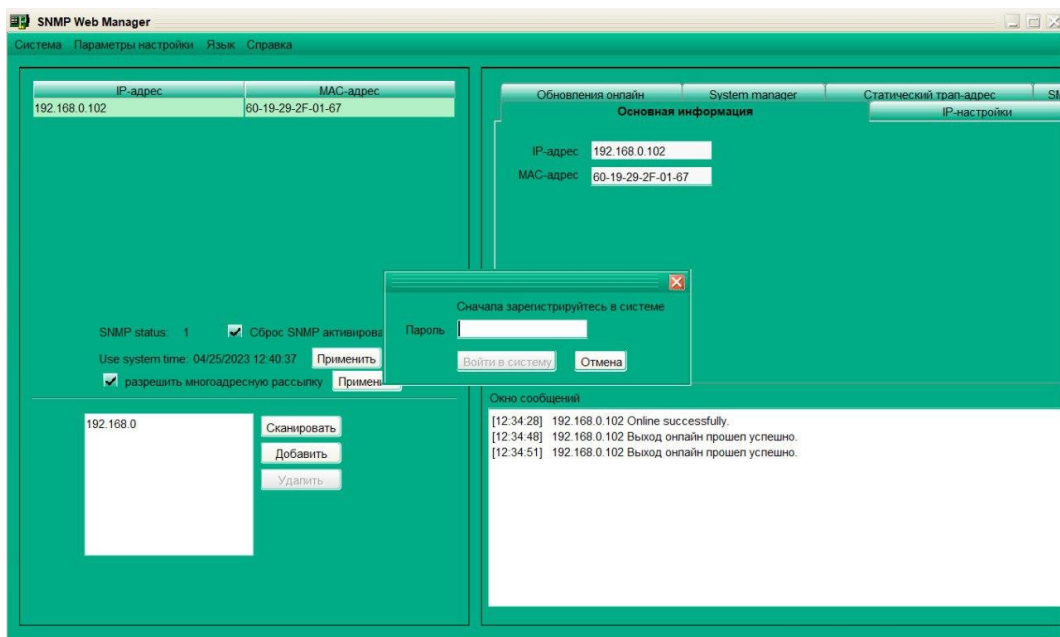 SNMP Web Manager
Система Параметры настройки Язык Справка
IP-адрес MAC-адрес
192.168.0.102 60-19-29-2F-01-67
Обновления онлайн System manager Статический трап-адрес
Основная информация IP-настройки
IP-адрес 192.168.0.102
MAC-адрес 60-19-29-2F-01-67
Сначала зарегистрируйтесь в системе
Пароль
Войти в систему Отмена
SNMP status: 1 Сброс SNMP активирова
Use system time: 04/25/2023 12:40:37 Применить
разрешить многоадресную рассылку Примени
192.168.0
Сканировать
Добавить
Удалить
Окно сообщений
[12:34:28] 192.168.0.102 Online successfully.
[12:34:48] 192.168.0.102 Выход онлайн прошел успешно.
[12:34:51] 192.168.0.102 Выход онлайн прошел успешно.